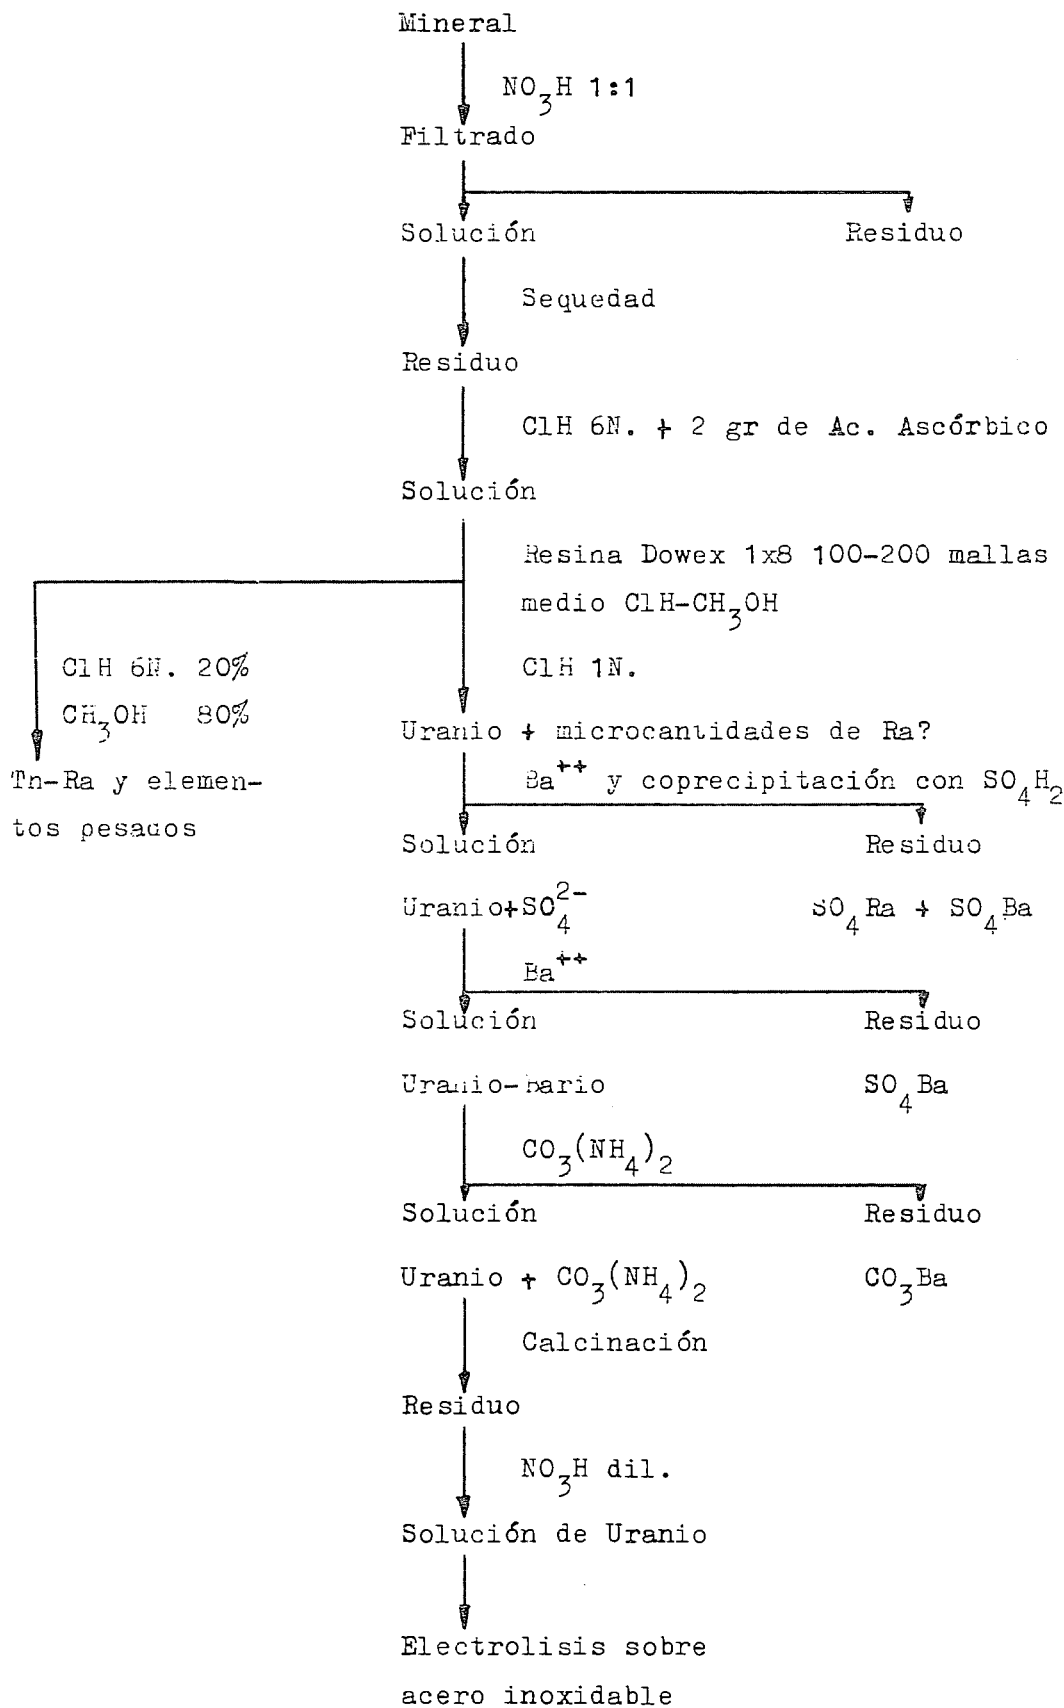 Mineral
NO3H 1:1
Filtrado
Solución
Residuo
Sequedad
Residuo
ClH 6N. + 2 gr de Ac. Ascórbico
Solución
Resina Dowex 1x8 100-200 mallas
medio ClH-CH3OH
ClH 6N. 20%
CH3OH 80%
Th-Ra y elemen-
tos pesados
ClH 1N.
Uranio + microcantidades de Ra?
Ba++ y coprecipitación con SO4H2
Solución
Residuo
Uranio+SO4 2-
SO4Ra + SO4Ba
Ba++
Solución
Residuo
Uranio-Bario
SO4Ba
CO3(NH4)2
Solución
Residuo
Uranio + CO3(NH4)2
CO3Ba
Calcinación
Residuo
NO3H dil.
Solución de Uranio
Electrolisis sobre
acero inoxidable